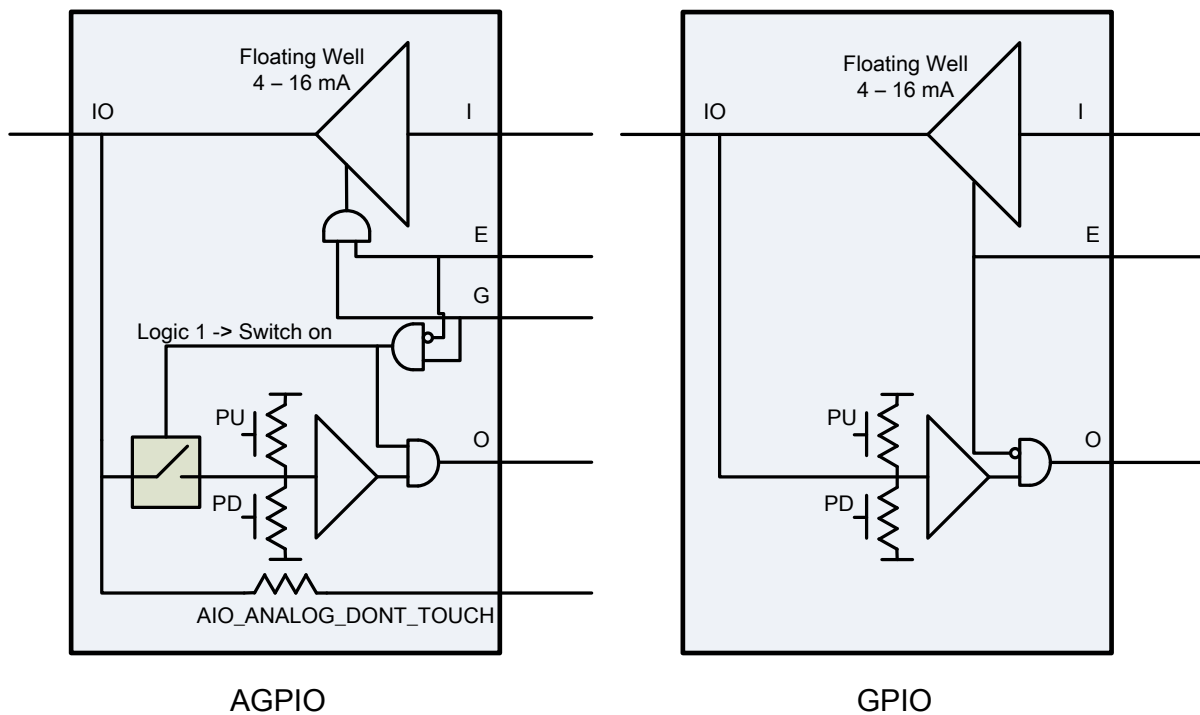 Floating Well
4 – 16 mA
IO
I
E
G
Logic 1 -> Switch on
PU
O
PD
AIO_ANALOG_DONT_TOUCH
AGPIO
Floating Well
4 – 16 mA
IO
I
E
PU
O
PD
GPIO